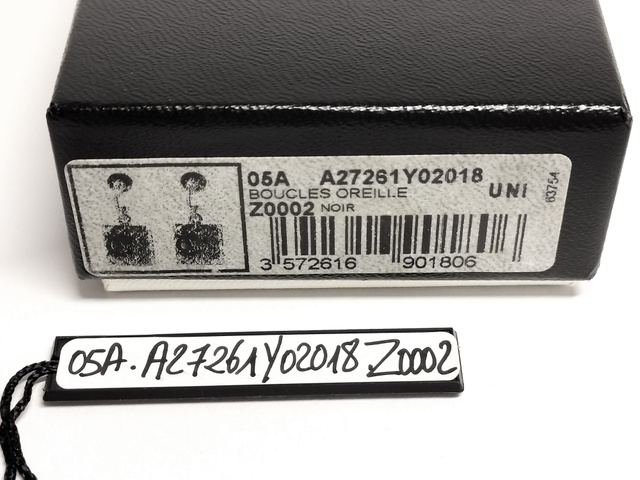 05A A27261Y02018
BOUCLES OREILLE UNI
Z0002 NOIR
63754
3 572616 901806
05A.A27261Y02018 Z0002